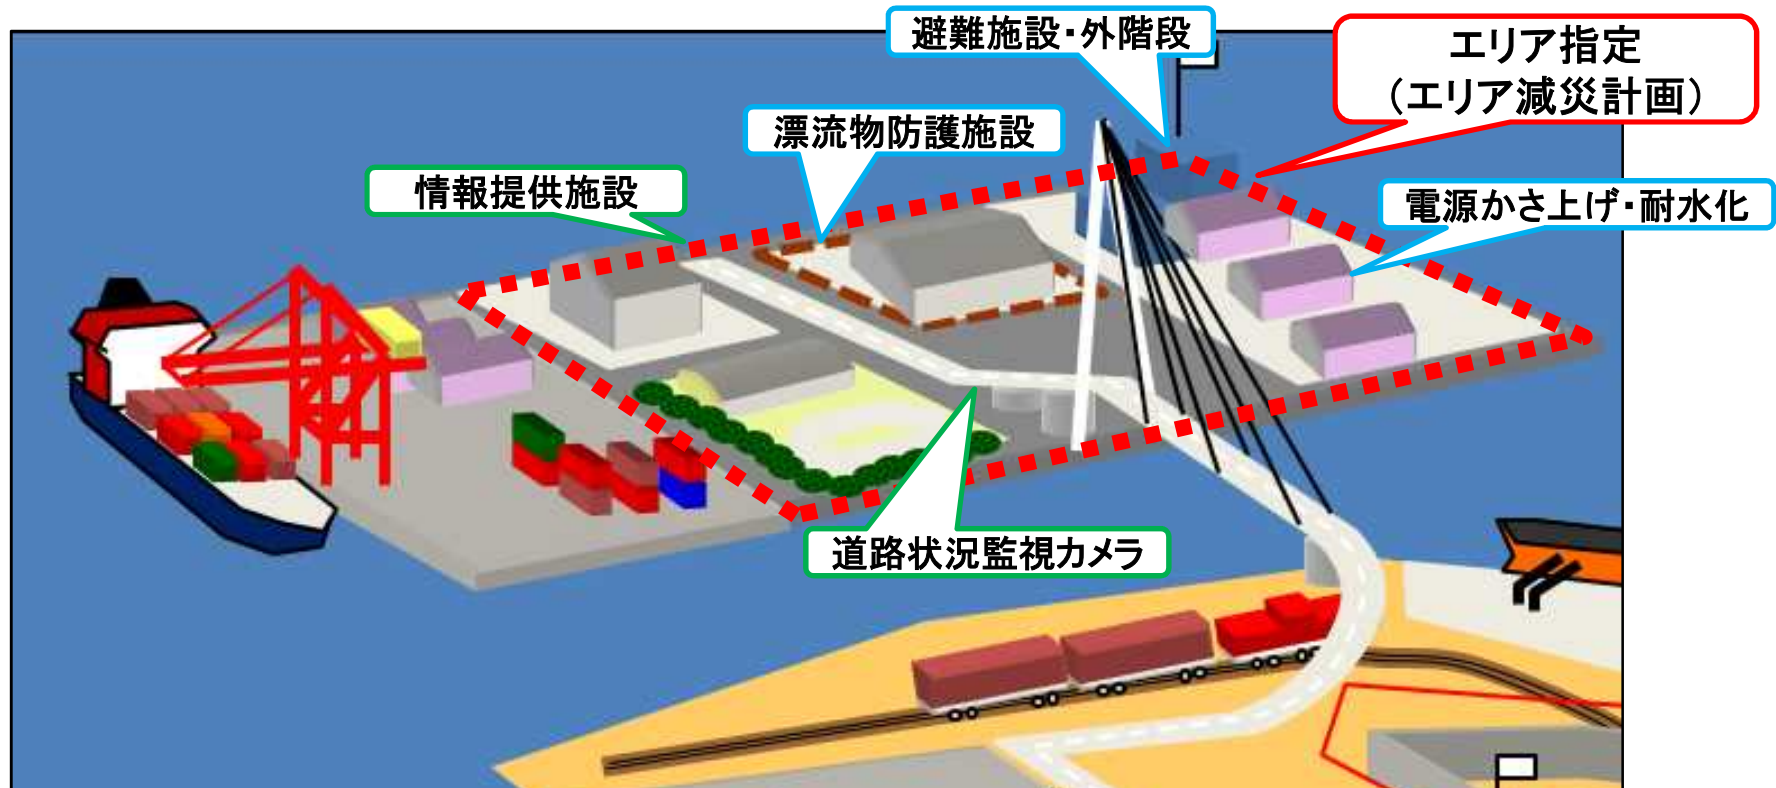 避難施設・外階段
エリア指定
（エリア減災計画）
漂流物防護施設
情報提供施設
電源かさ上げ・耐水化
道路状況監視カメラ